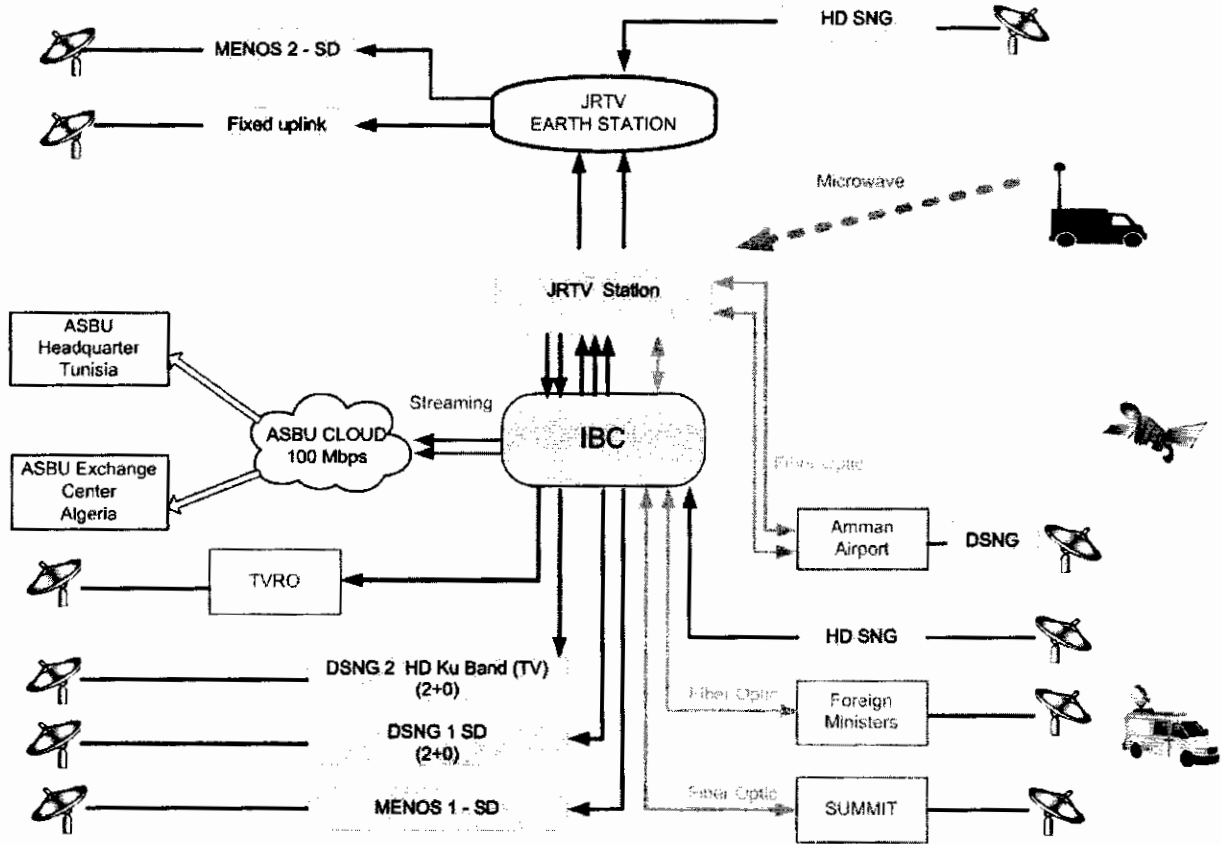 HD SNG
MENOS 2 - SD
JRTV
EARTH STATION
Fixed uplink
Microwave
JRTV Station
ASBU
Headquarter
Tunisia
Streaming
ASBU CLOUD
100 Mbps
IBC
ASBU Exchange
Center
Algeria
Fibre Optic
Amman
Airport
DSNG
TVRO
HD SNG
DSNG 2 HD Ku Band (TV)
(2+0)
Fiber Optic
Foreign
Ministers
DSNG 1 SD
(2+0)
MENOS 1 - SD
Fiber Optic
SUMMIT